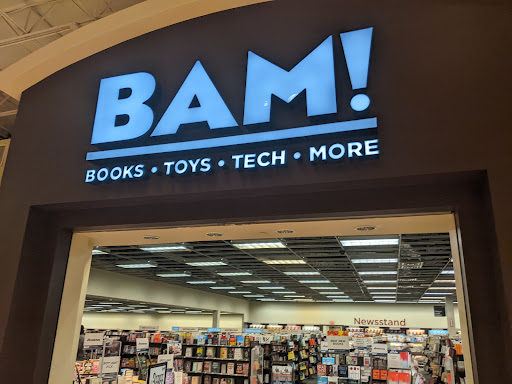 BAM!
BOOKS • TOYS • TECH • MORE
Newsstand